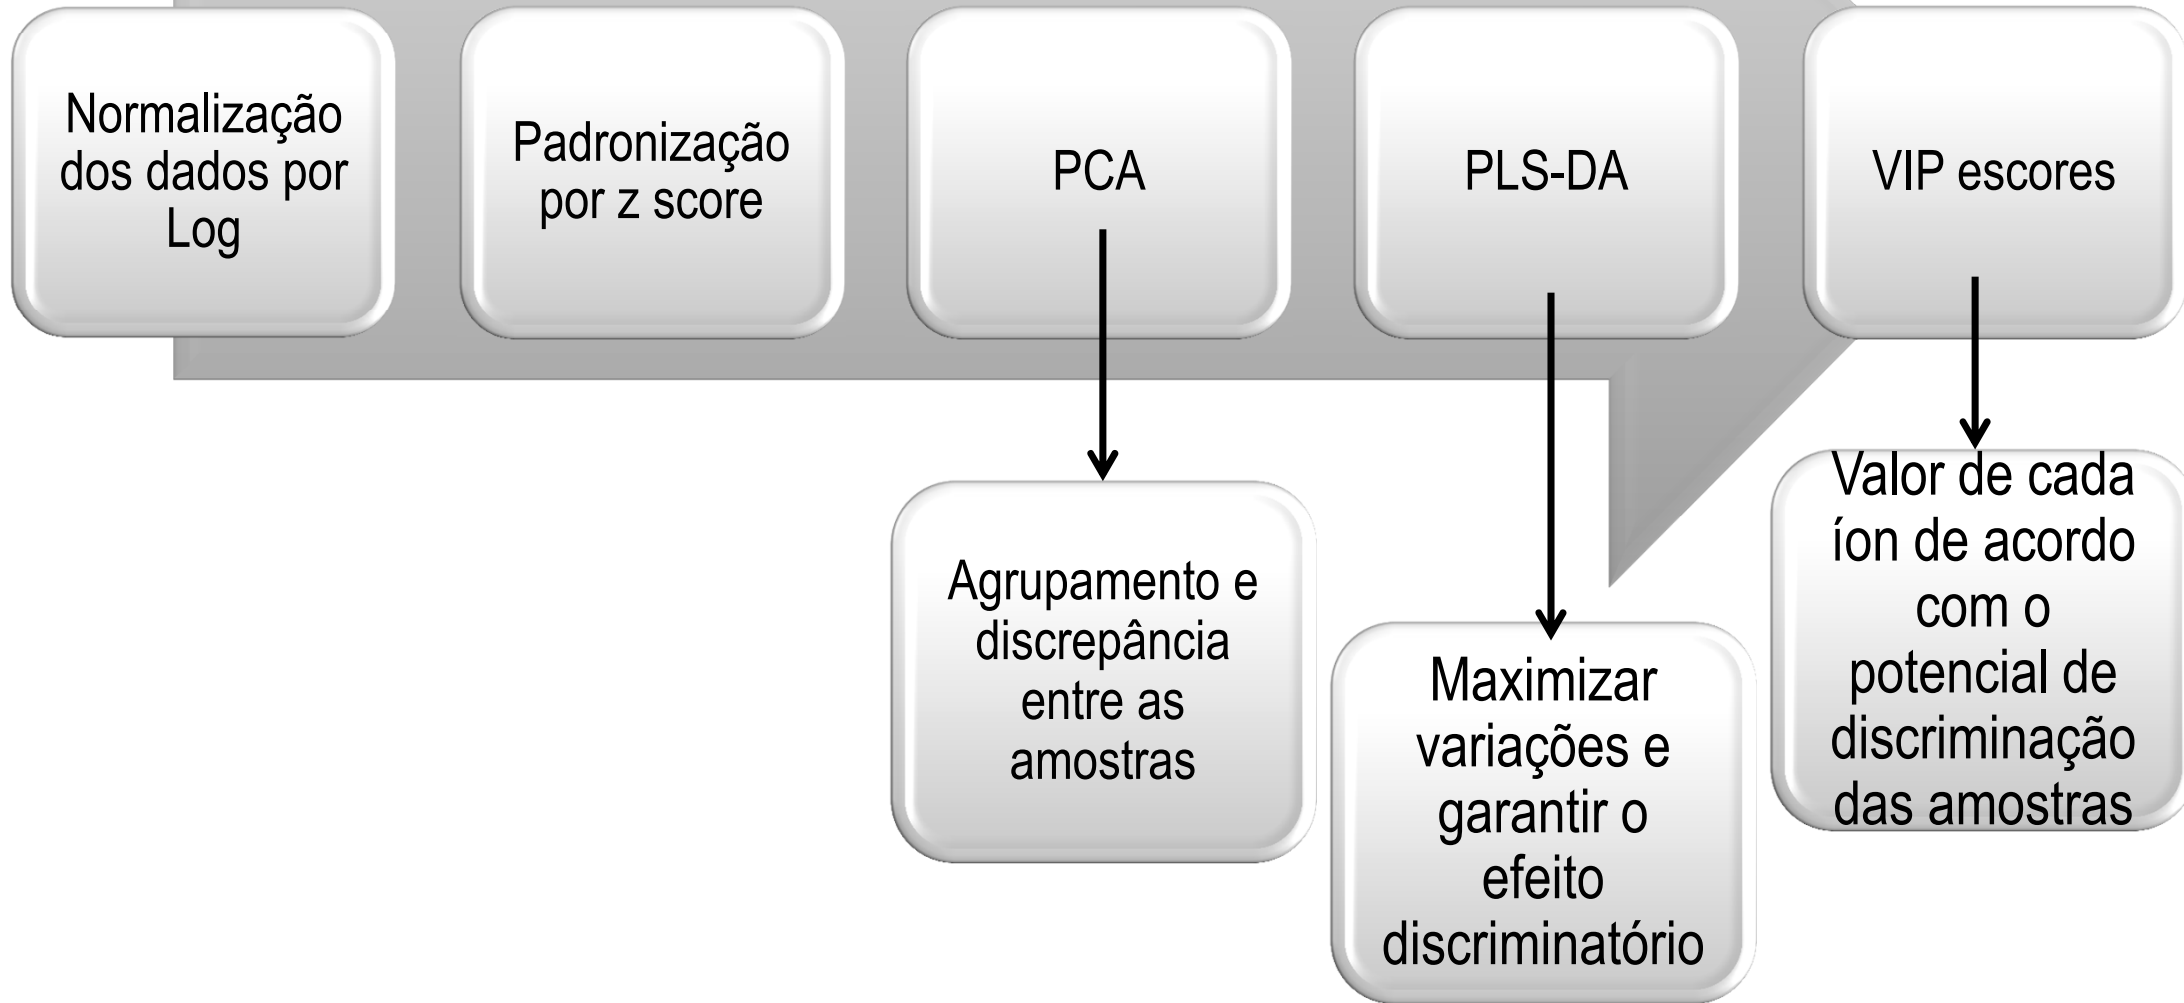 Normalização
dos dados por
Log
Padronização
por z score
PCA
PLS-DA
VIP escores
Agrupamento e
discrepância
entre as
amostras
Maximizar
variações e
garantir o
efeito
discriminatório
Valor de cada
íon de acordo
com o
potencial de
discriminação
das amostras